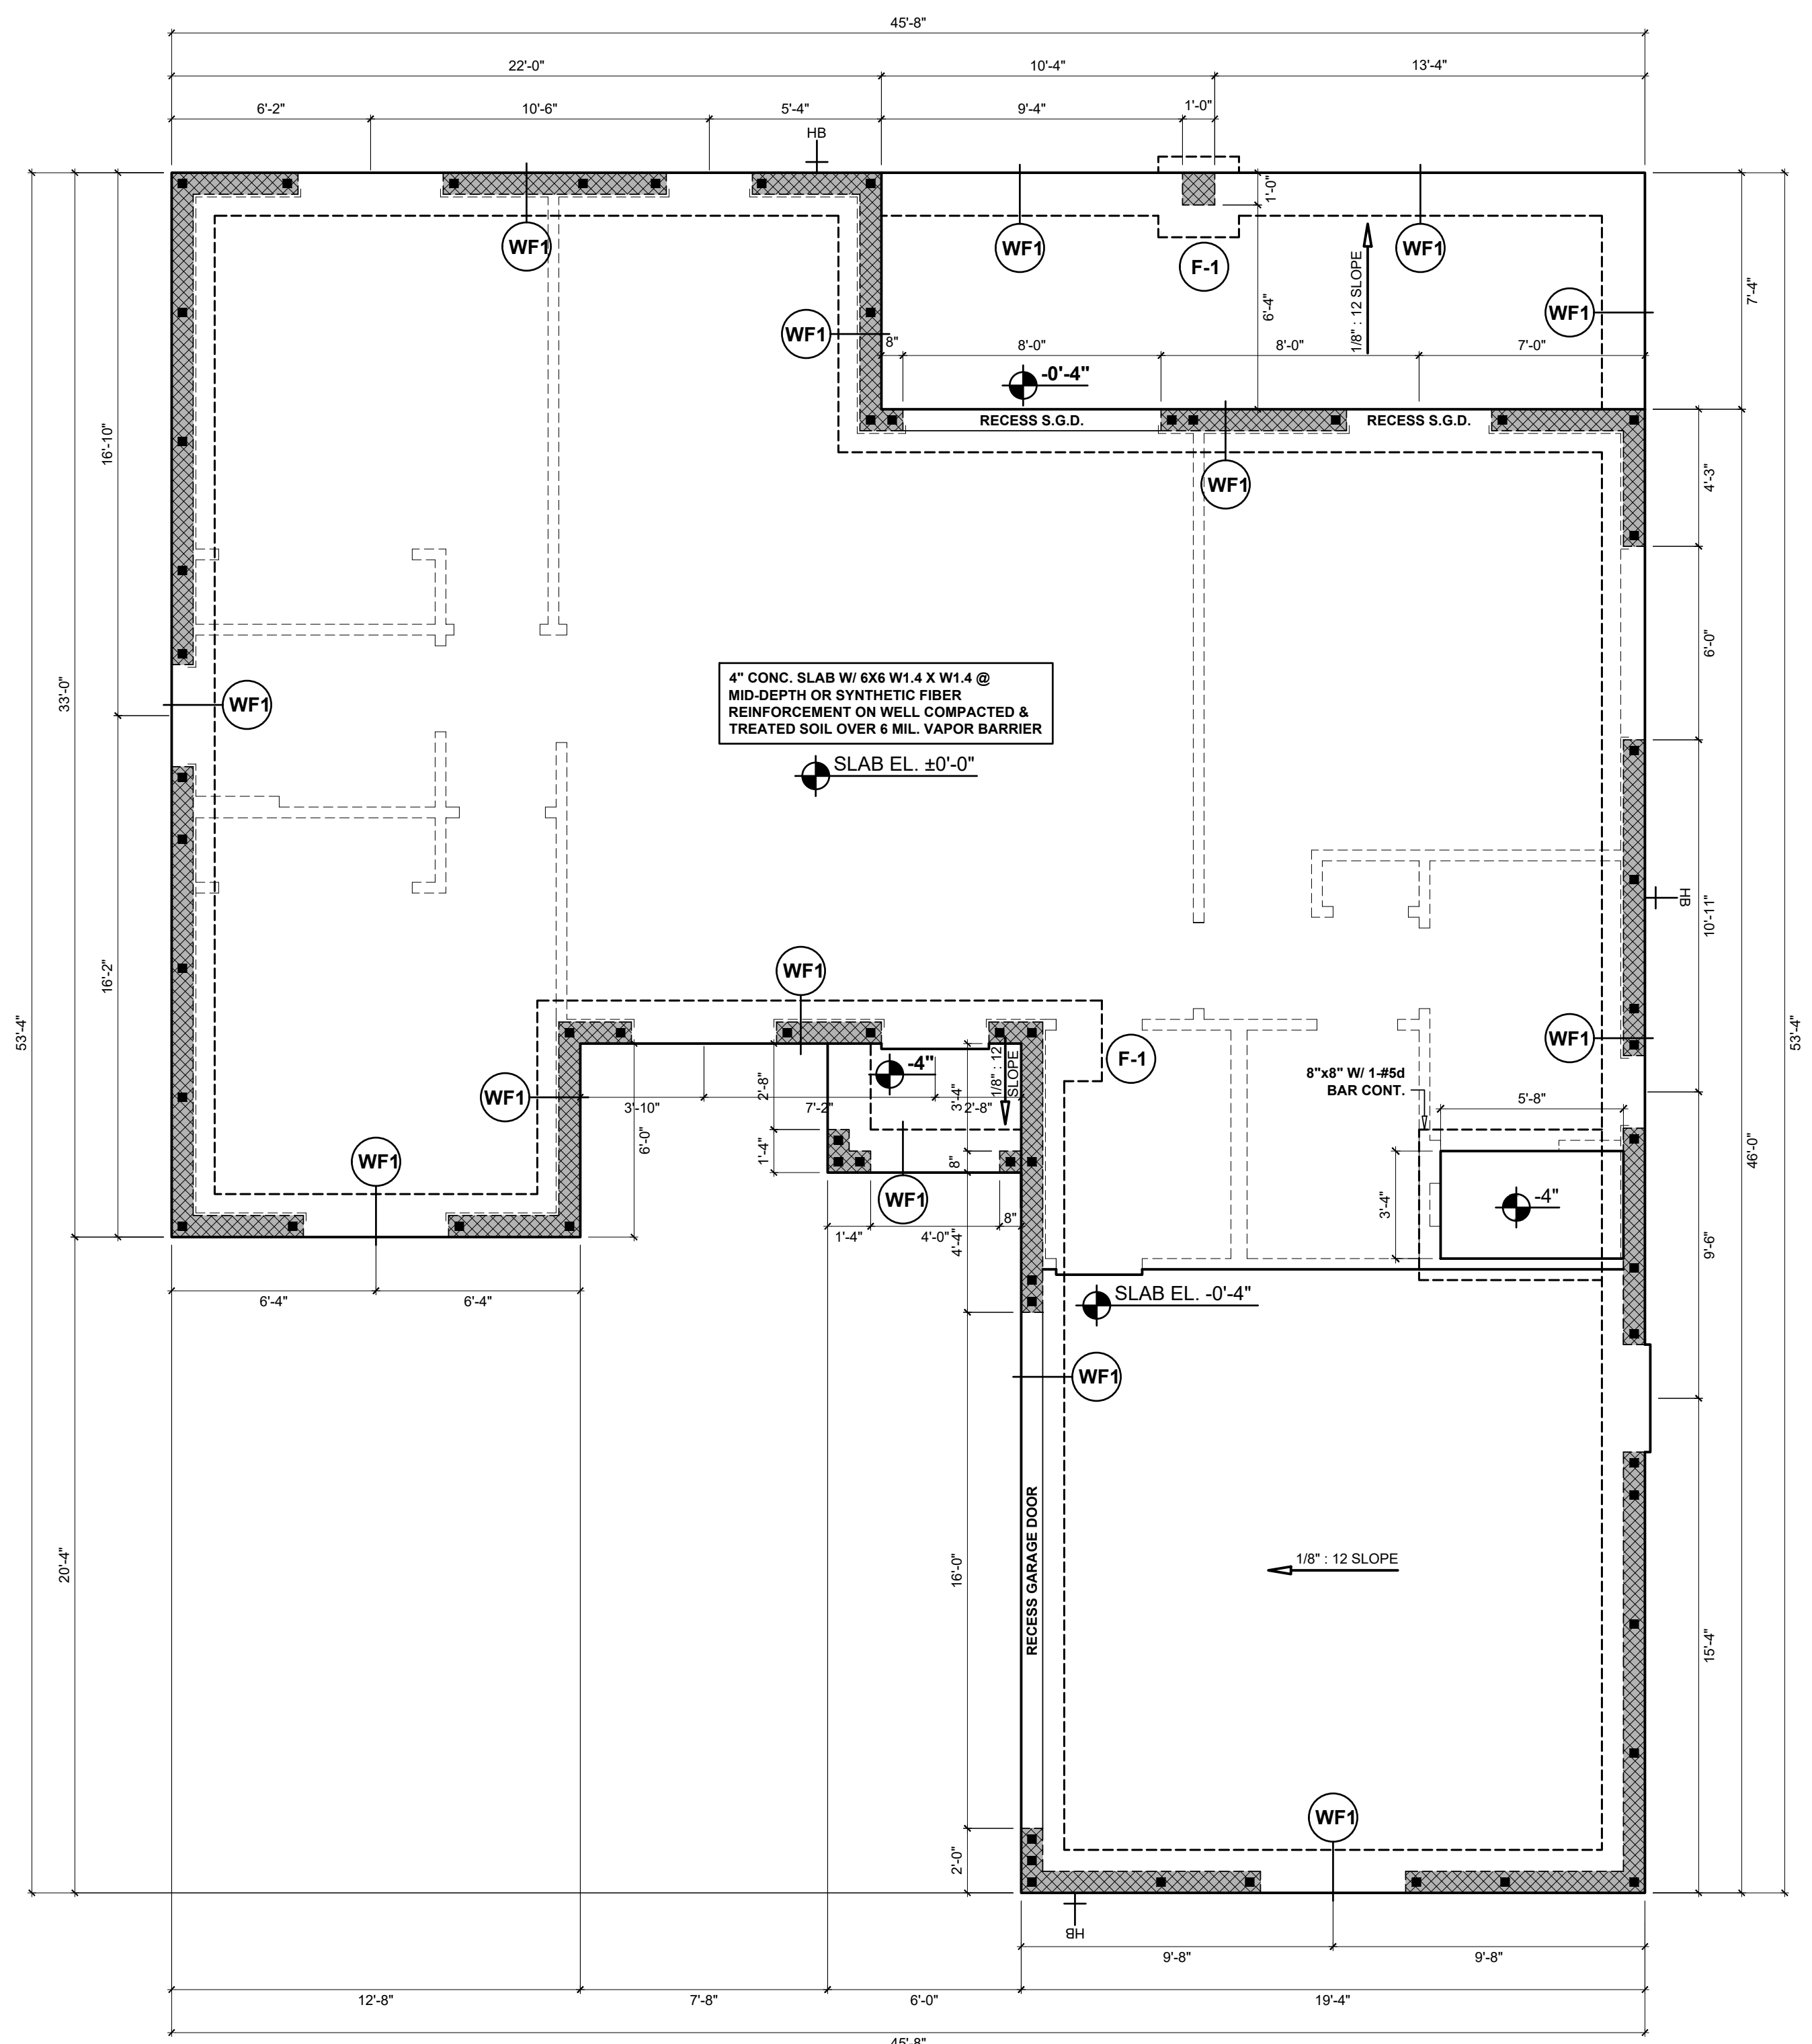 45'-8"
22'-0" 10'-4" 13'-4"
6'-2" 10'-6" 5'-4" 9'-4" 1'-0"
HB
WF1 WF1 F-1 WF1
1'-0"
6'-4"
1/8" : 12 SLOPE
WF1
WF1
7'-4"
8" 8'-0" 8'-0" 7'-0"
-0'-4"
RECESS S.G.D. RECESS S.G.D.
WF1
16'-10"
33'-0"
53'-4"
4'-3"
6'-0"
WF1
4" CONC. SLAB W/ 6X6 W1.4 X W1.4 @
MID-DEPTH OR SYNTHETIC FIBER
REINFORCEMENT ON WELL COMPACTED &
TREATED SOIL OVER 6 MIL. VAPOR BARRIER
SLAB EL. ±0'-0"
HB
10'-11"
16'-2"
WF1
53'-4"
WF1
F-1
-4"
1/8" : 12
SLOPE
8"x8" W/ 1-#5d
BAR CONT.
5'-8"
46'-0"
WF1
3'-10" 7'-2" 2'-8"
2'-8"
3'-4"
6'-0"
1'-4"
8"
WF1
WF1
3'-4"
-4"
1'-4" 4'-0" 8"
4'-4"
9'-6"
6'-4" 6'-4"
SLAB EL. -0'-4"
WF1
20'-4"
16'-0"
RECESS GARAGE DOOR
1/8" : 12 SLOPE
15'-4"
WF1
2'-0"
HB
9'-8" 9'-8"
12'-8" 7'-8" 6'-0" 19'-4"
45'-8"